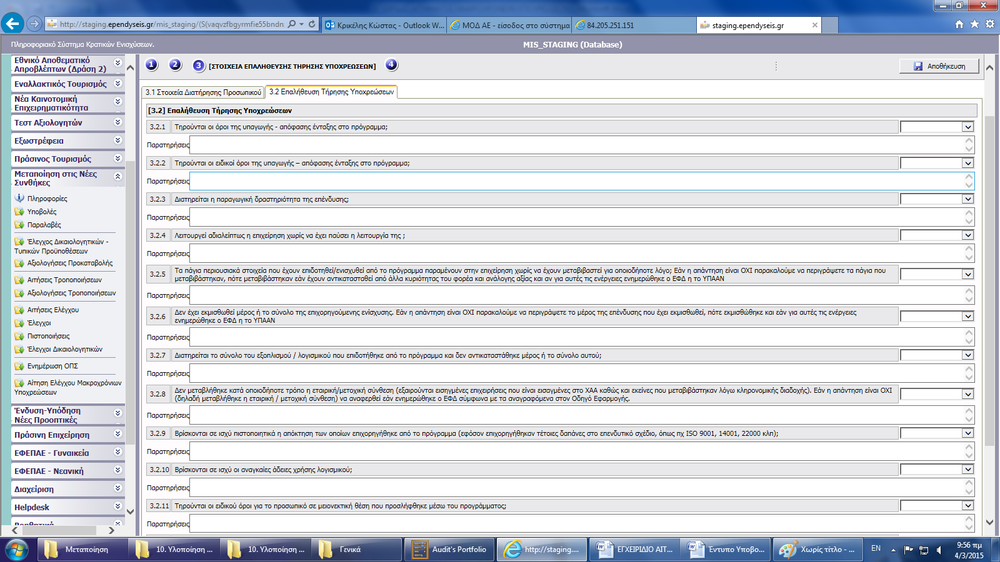 http://staging.ependyseis.gr/mis_staging/(S(vaqvzfbgyrmfie55bndn
Κρικέλης Κώστας - Outlook W...
ΜΟΔ ΑΕ - είσοδος στο σύστημα
84.205.251.151
staging.ependyseis.gr
Πληροφοριακό Σύστημα Κρατικών Ενισχύσεων.
MIS_STAGING (Database)
Εθνικό Αποθεματικό
Απροβλέπτων (Δράση 2)
Εναλλακτικός Τουρισμός
Νέα Καινοτομική
Επιχειρηματικότητα
Τεστ Αξιολογητών
Εξωστρέφεια
Πράσινος Τουρισμός
Μεταποίηση στις Νέες
Συνθήκες
Πληροφορίες
Υποβολές
Παραλαβές
Έλεγχος Δικαιολογητικών -
Τυπικών Προϋποθέσεων
Αξιολογήσεις Προκαταβολής
Αιτήσεις Τροποποιήσεων
Αξιολογήσεις Τροποποιήσεων
Αιτήσεις Ελέγχου
Έλεγχοι
Πιστοποιήσεις
Έλεγχοι Δικαιολογητικών
Ενημέρωση ΟΠΣ
Αίτηση Ελέγχου Μακροχρόνιων
Υποχρεώσεων
Ένδυση-Υπόδηση
Νέες Προοπτικές
Πράσινη Επιχείρηση
ΕΦΕΠΑΕ - Γυναικεία
ΕΦΕΠΑΕ - Νεανική
Διαχείριση
Helpdesk
Βοηθητικά
1 2 3 [ΣΤΟΙΧΕΙΑ ΕΠΑΛΗΘΕΥΣΗΣ ΤΗΡΗΣΗΣ ΥΠΟΧΡΕΩΣΕΩΝ] 4
Αποθήκευση
3.1 Στοιχεία Διατήρησης Προσωπικού
3.2 Επαλήθευση Τήρησης Υποχρεώσεων
[3.2] Επαλήθευση Τήρησης Υποχρεώσεων
3.2.1 Τηρούνται οι όροι της υπαγωγής - απόφασης ένταξης στο πρόγραμμα;
Παρατηρήσεις
3.2.2 Τηρούνται οι ειδικοί όροι της υπαγωγής – απόφασης ένταξης στο πρόγραμμα;
Παρατηρήσεις
3.2.3 Διατηρείται η παραγωγική δραστηριότητα της επένδυσης;
Παρατηρήσεις
3.2.4 Λειτουργεί αδιαλείπτως η επιχείρηση χωρίς να έχει παύσει η λειτουργία της ;
Παρατηρήσεις
3.2.5 Τα πάγια περιουσιακά στοιχεία που έχουν επιδοτηθεί/ενισχυθεί από το πρόγραμμα παραμένουν στην επιχείρηση χωρίς να έχουν μεταβιβαστεί για οποιοδήποτε λόγο; Εάν η απάντηση είναι ΟΧΙ παρακαλούμε να περιγράψετε τα πάγια που
μεταβιβάστηκαν, πότε μεταβιβάστηκαν εάν έχουν αντικατασταθεί από άλλα κυριότητας του φορέα και ανάλογης αξίας και αν για αυτές τις ενέργειες ενημερώθηκε ο ΕΦΔ η το ΥΠΑΑΝ
Παρατηρήσεις
3.2.6 Δεν έχει εκμισθωθεί μέρος ή το σύνολο της επιχορηγούμενης ενίσχυσης. Εάν η απάντηση είναι ΟΧΙ παρακαλούμε να περιγράψετε το μέρος της επένδυσης που έχει εκμισθωθεί, πότε εκμισθώθηκε και εάν για αυτές τις ενέργειες
ενημερώθηκε ο ΕΦΔ η το ΥΠΑΑΝ
Παρατηρήσεις
3.2.7 Διατηρείται το σύνολο του εξοπλισμού / λογισμικού που επιδοτήθηκε από το πρόγραμμα και δεν αντικαταστάθηκε μέρος ή το σύνολο αυτού;
Παρατηρήσεις
3.2.8 Δεν μεταβλήθηκε κατά οποιοδήποτε τρόπο η εταιρική/μετοχική σύνθεση (εξαιρούνται εισηγμένες επιχειρήσεις που είναι εισαγμένες στο ΧΑΑ καθώς και εκείνες που μεταβιβάστηκαν λόγω κληρονομικής διαδοχής). Εάν η απάντηση είναι ΟΧΙ
(δηλαδή μεταβλήθηκε η εταιρική / μετοχική σύνθεση) να αναφερθεί εάν ενημερώθηκε ο ΕΦΔ σύμφωνα με τα αναγραφόμενα στον Οδηγό Εφαρμογής.
Παρατηρήσεις
3.2.9 Βρίσκονται σε ισχύ πιστοποιητικά η απόκτηση των οποίων επιχορηγήθηκε από το πρόγραμμα (εφόσον επιχορηγήθηκαν τέτοιες δαπάνες στο επενδυτικό σχέδιο, όπως πχ ISO 9001, 14001, 22000 κλπ);
Παρατηρήσεις
3.2.10 Βρίσκονται σε ισχύ οι αναγκαίες άδειες χρήσης λογισμικού;
Παρατηρήσεις
3.2.11 Τηρούνται οι ειδικού όροι για το προσωπικό σε μειονεκτική θέση που προσλήφθηκε μέσω του προγράμματος;
Παρατηρήσεις
Μεταποίηση
10. Υλοποίηση ...
10. Υλοποίηση ...
Γενικά
Audit's Portfolio
http://staging....
ΕΓΧΕΙΡΙΔΙΟ ΑΙΤ...
Έντυπο Υποβο...
Χωρίς τίτλο - ...
EN
9:56 πμ
4/3/2015